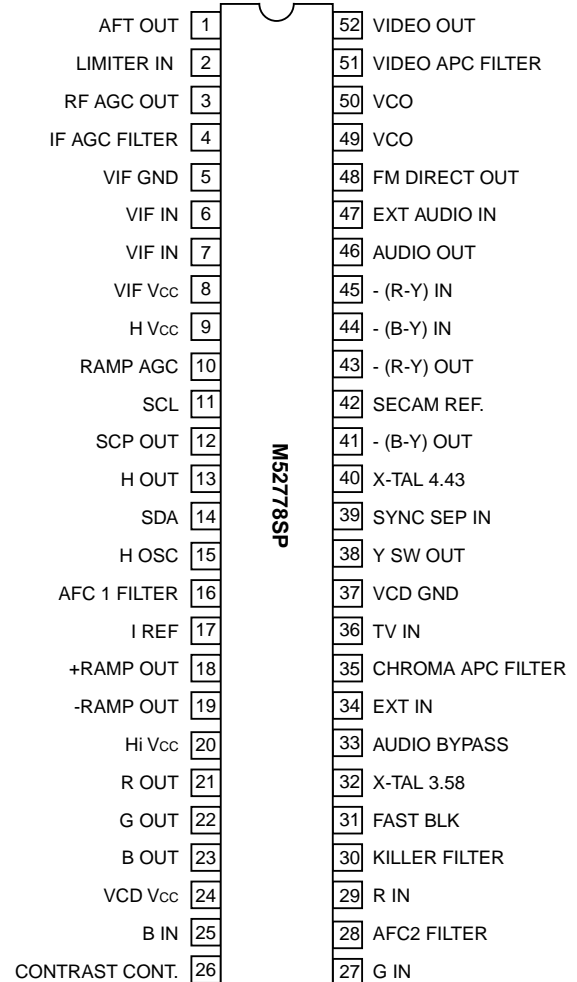 AFT OUT 1 52 VIDEO OUT
LIMITER IN 2 51 VIDEO APC FILTER
RF AGC OUT 3 50 VCO
IF AGC FILTER 4 49 VCO
VIF GND 5 48 FM DIRECT OUT
VIF IN 6 47 EXT AUDIO IN
VIF IN 7 46 AUDIO OUT
VIF Vcc 8 45 - (R-Y) IN
H Vcc 9 44 - (B-Y) IN
RAMP AGC 10 43 - (R-Y) OUT
SCL 11 42 SECAM REF.
SCP OUT 12 41 - (B-Y) OUT
H OUT 13 40 X-TAL 4.43
SDA 14 39 SYNC SEP IN
H OSC 15 38 Y SW OUT
AFC 1 FILTER 16 37 VCD GND
I REF 17 36 TV IN
+RAMP OUT 18 35 CHROMA APC FILTER
-RAMP OUT 19 34 EXT IN
Hi Vcc 20 33 AUDIO BYPASS
R OUT 21 32 X-TAL 3.58
G OUT 22 31 FAST BLK
B OUT 23 30 KILLER FILTER
VCD Vcc 24 29 R IN
B IN 25 28 AFC2 FILTER
CONTRAST CONT. 26 27 G IN
M52778SP